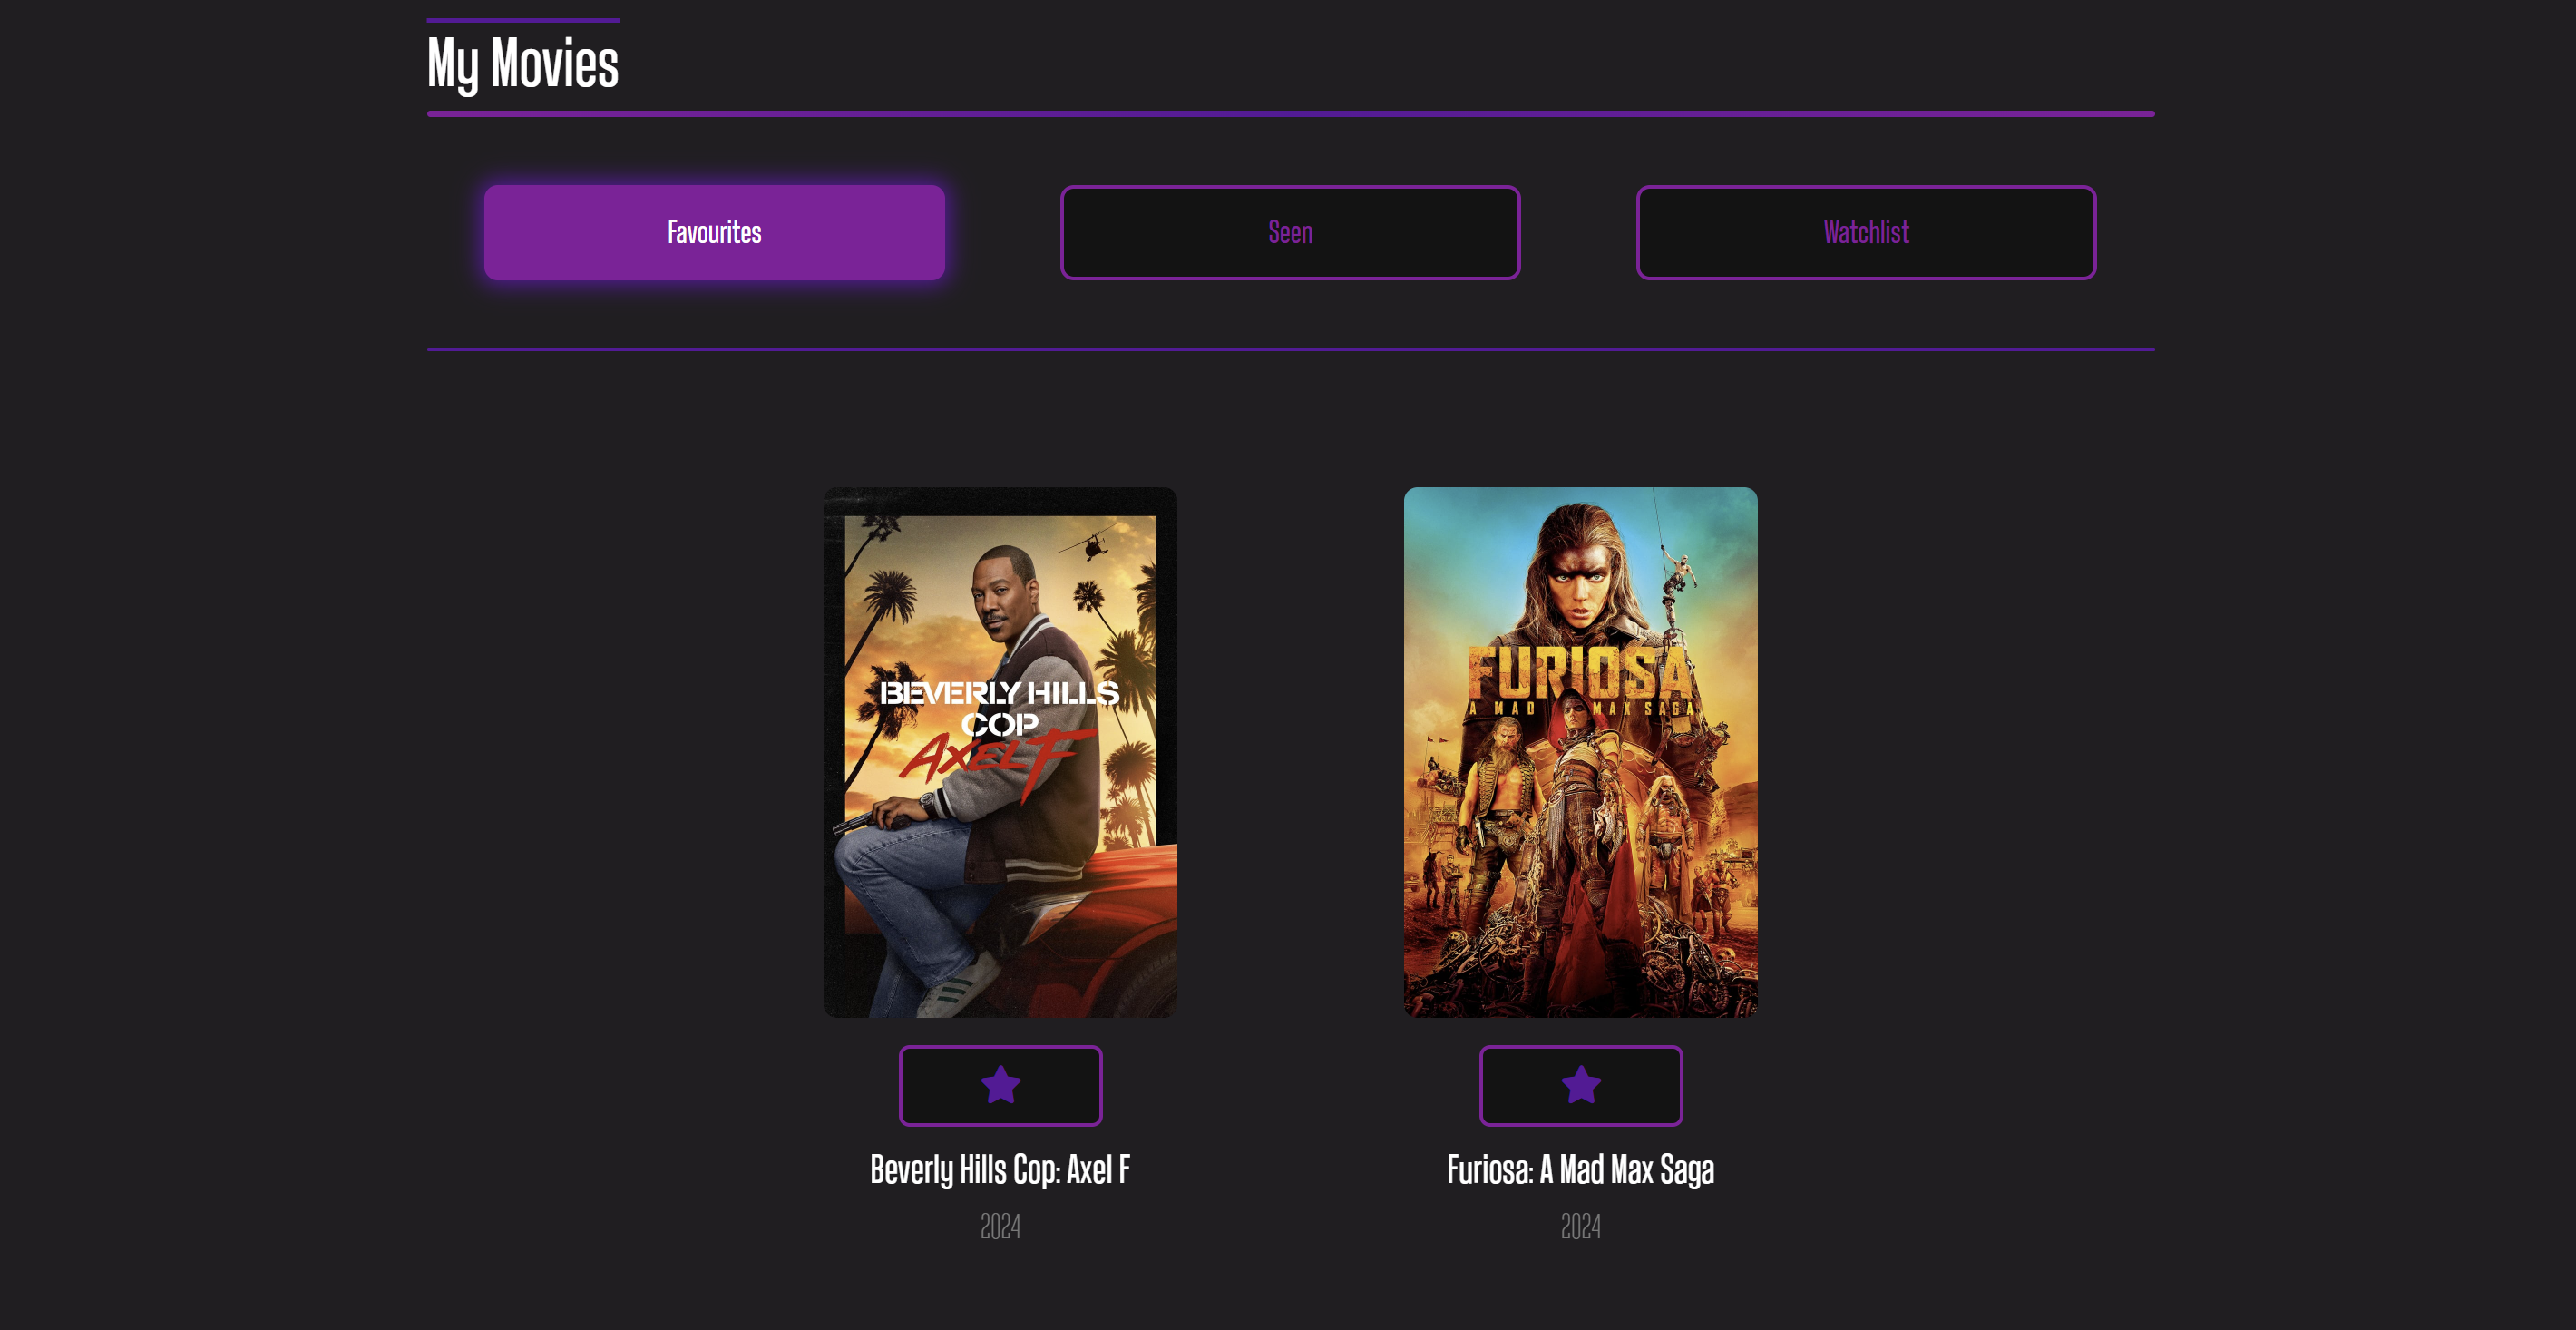 My Movies
Favourites
Seen
Watchlist
BEVERLY HILLS
COP
AXEL F
FURIOSA
A MAD MAX SAGA
Beverly Hills Cop: Axel F
Furiosa: A Mad Max Saga
2024
2024